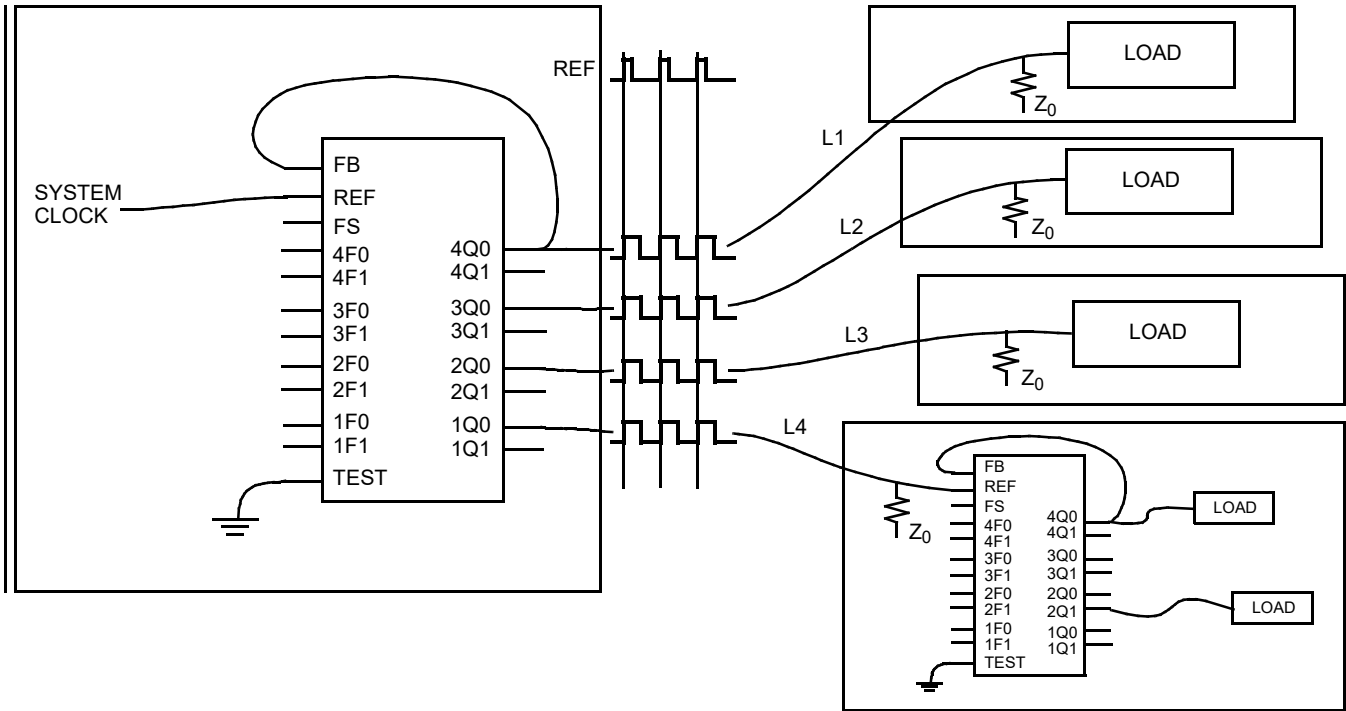 SYSTEM
CLOCK
FB
REF
FS
4F0
4F1
3F0
3F1
2F0
2F1
1F0
1F1
TEST
4Q0
4Q1
3Q0
3Q1
2Q0
2Q1
1Q0
1Q1
REF
L1
L2
L3
L4
LOAD
Z0
LOAD
Z0
LOAD
Z0
Z0
FB
REF
FS
4F0
4F1
3F0
3F1
2F0
2F1
1F0
1F1
TEST
4Q0
4Q1
3Q0
3Q1
2Q0
2Q1
1Q0
1Q1
LOAD
LOAD